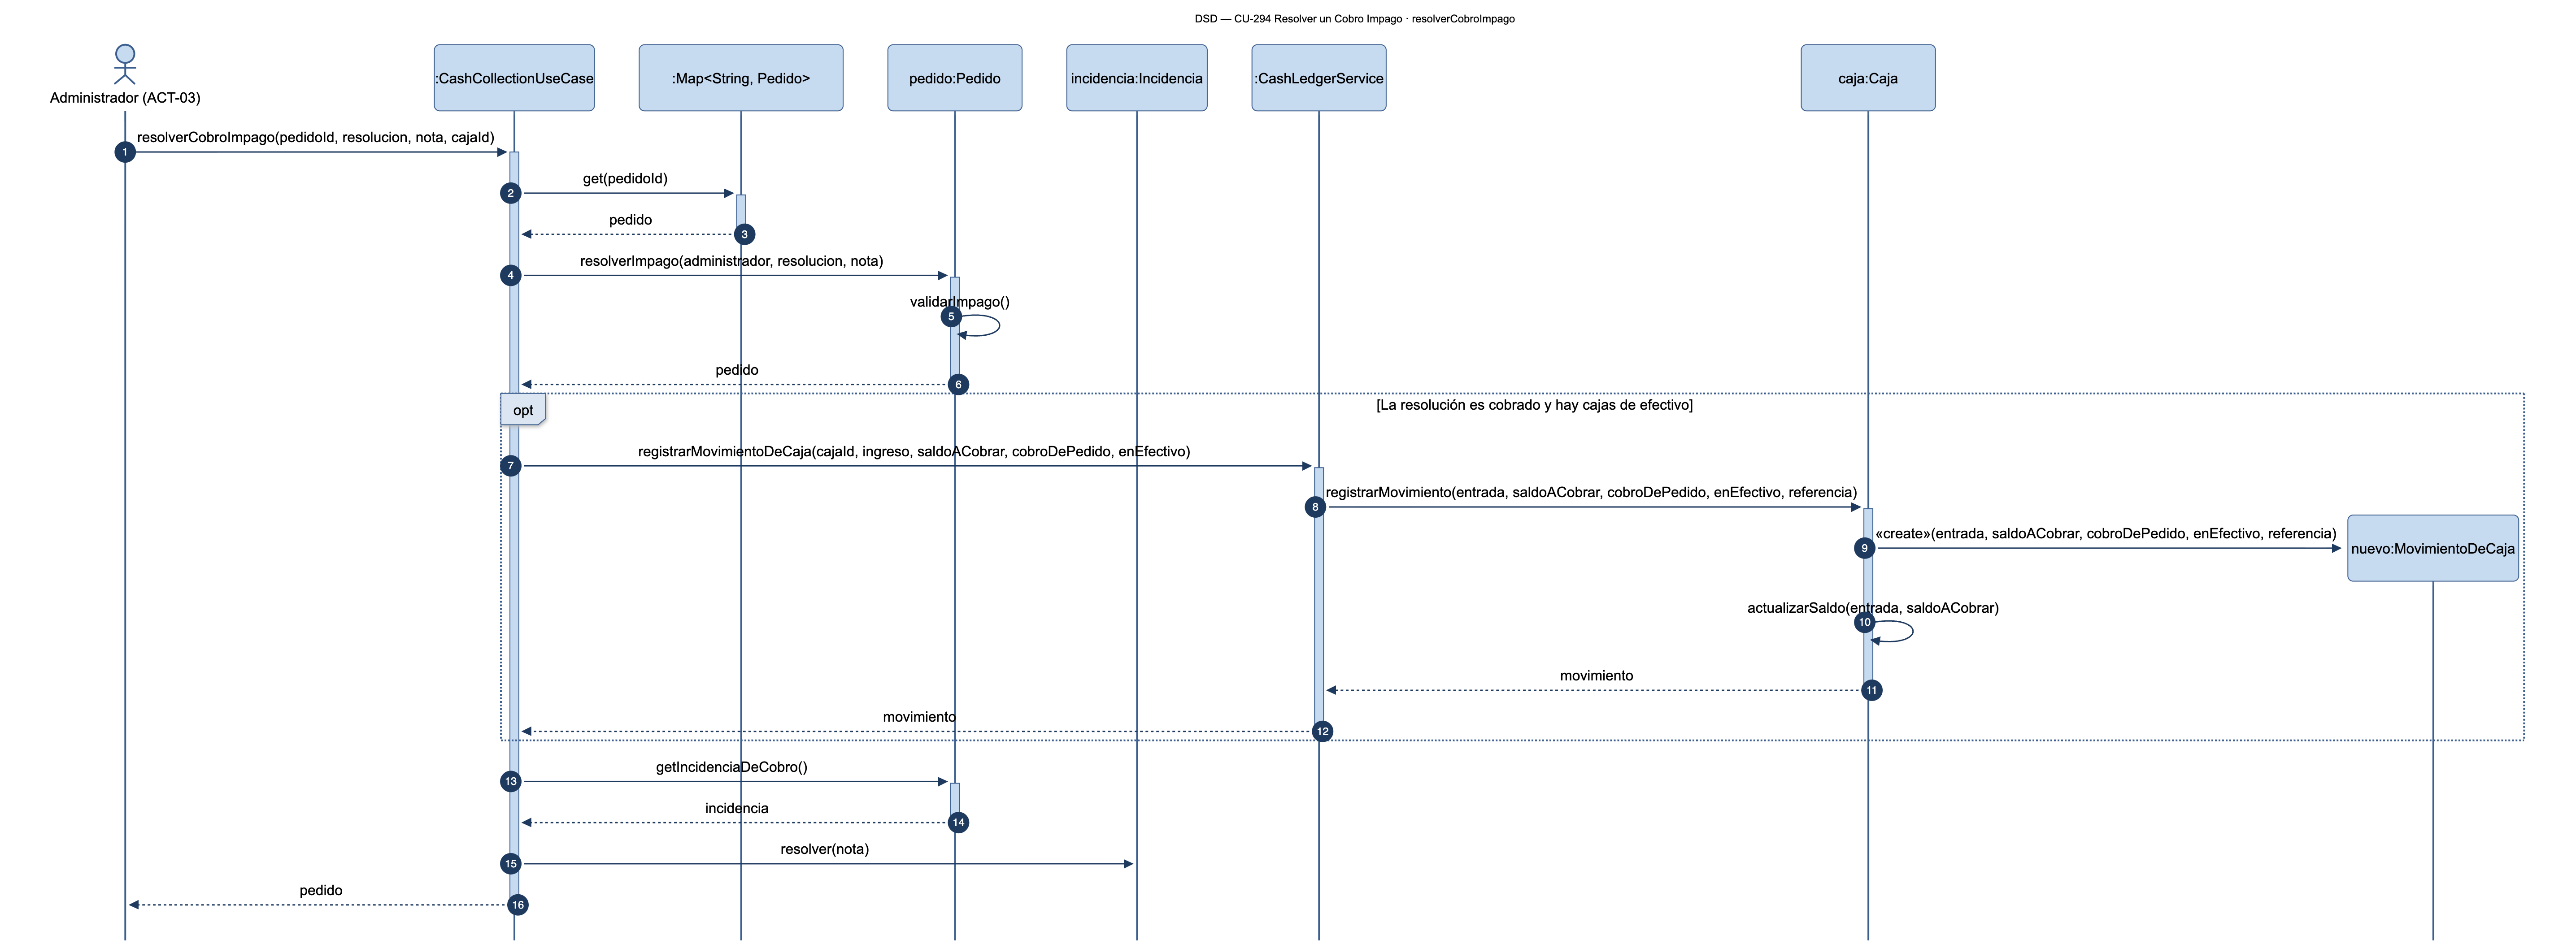 DSD — CU-294 Resolver un Cobro Impago · resolverCobroImpago
Administrador (ACT-03)
:CashCollectionUseCase
:Map<String, Pedido>
pedido:Pedido
incidencia:Incidencia
:CashLedgerService
caja:Caja
resolverCobroImpago(pedidoId, resolucion, nota, cajaId)
1
get(pedidoId)
2
pedido
3
resolverImpago(administrador, resolucion, nota)
4
validarImpago()
5
pedido
6
opt
[La resolución es cobrado y hay cajas de efectivo]
registrarMovimientoDeCaja(cajaId, ingreso, saldoACobrar, cobroDePedido, enEfectivo)
7
registrarMovimiento(entrada, saldoACobrar, cobroDePedido, enEfectivo, referencia)
8
«create»(entrada, saldoACobrar, cobroDePedido, enEfectivo, referencia)
9
nuevo:MovimientoDeCaja
actualizarSaldo(entrada, saldoACobrar)
10
movimiento
11
movimiento
12
getIncidenciaDeCobro()
13
incidencia
14
resolver(nota)
15
pedido
16